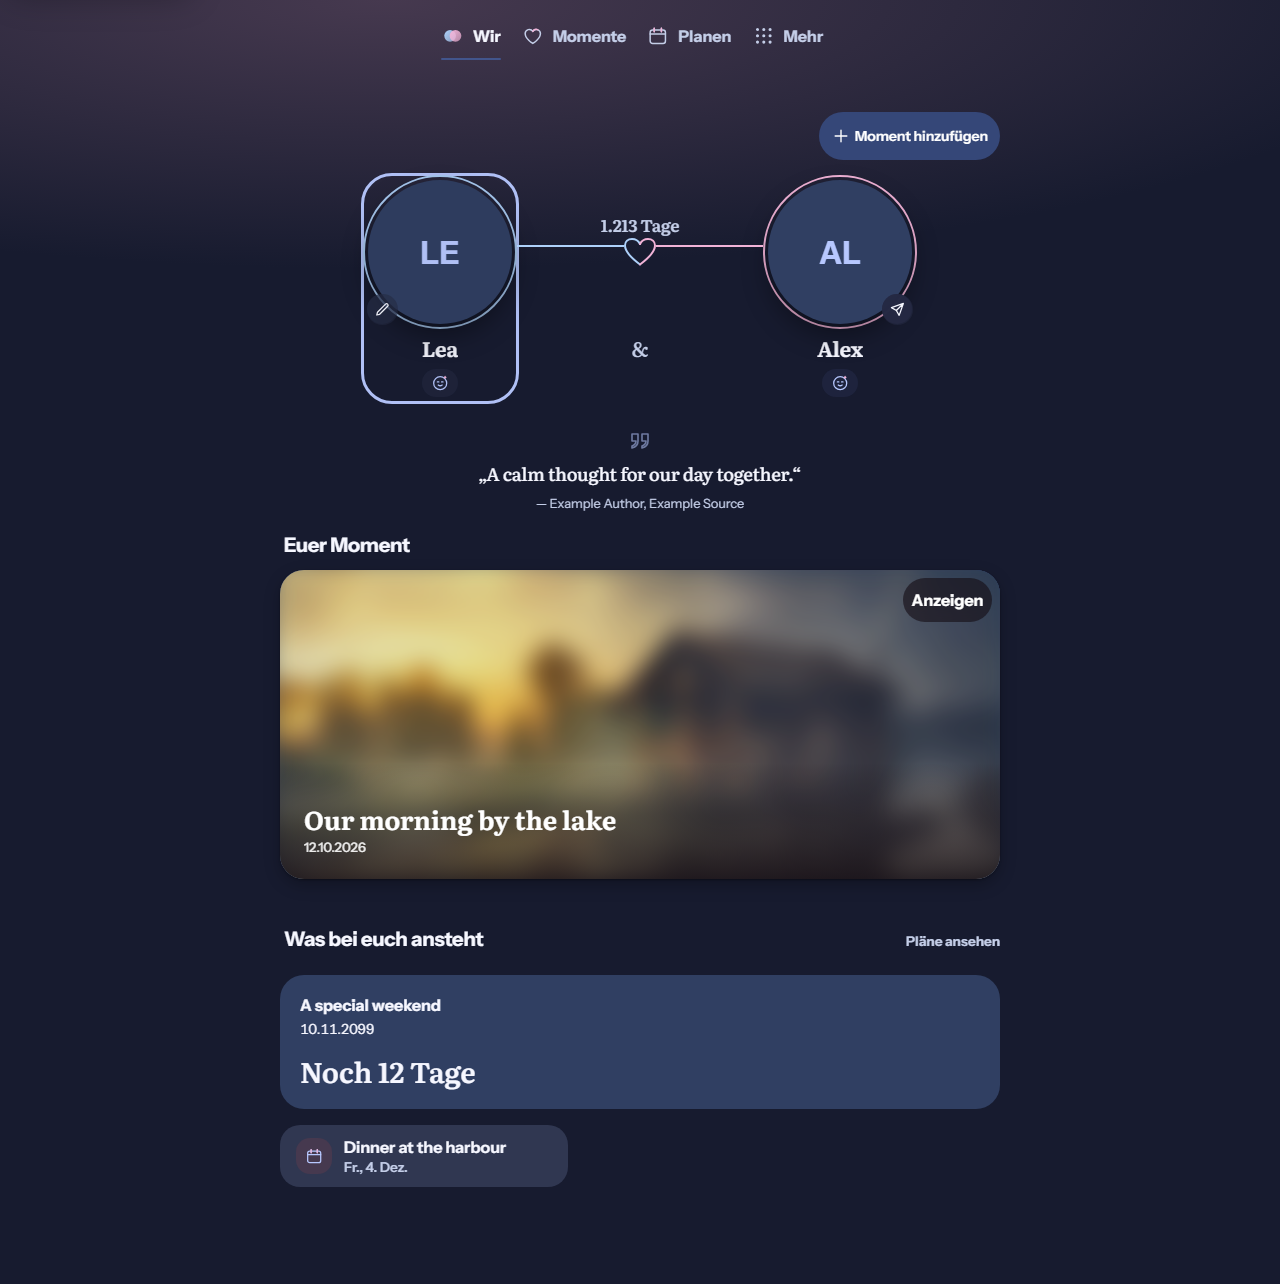 Wir Momente Planen Mehr
Moment hinzufügen
1.213 Tage
LE
AL
Lea & Alex
„A calm thought for our day together.“
— Example Author, Example Source
Euer Moment
Anzeigen
Our morning by the lake
12.10.2026
Was bei euch ansteht
Pläne ansehen
A special weekend
10.11.2099
Noch 12 Tage
Dinner at the harbour
Fr., 4. Dez.